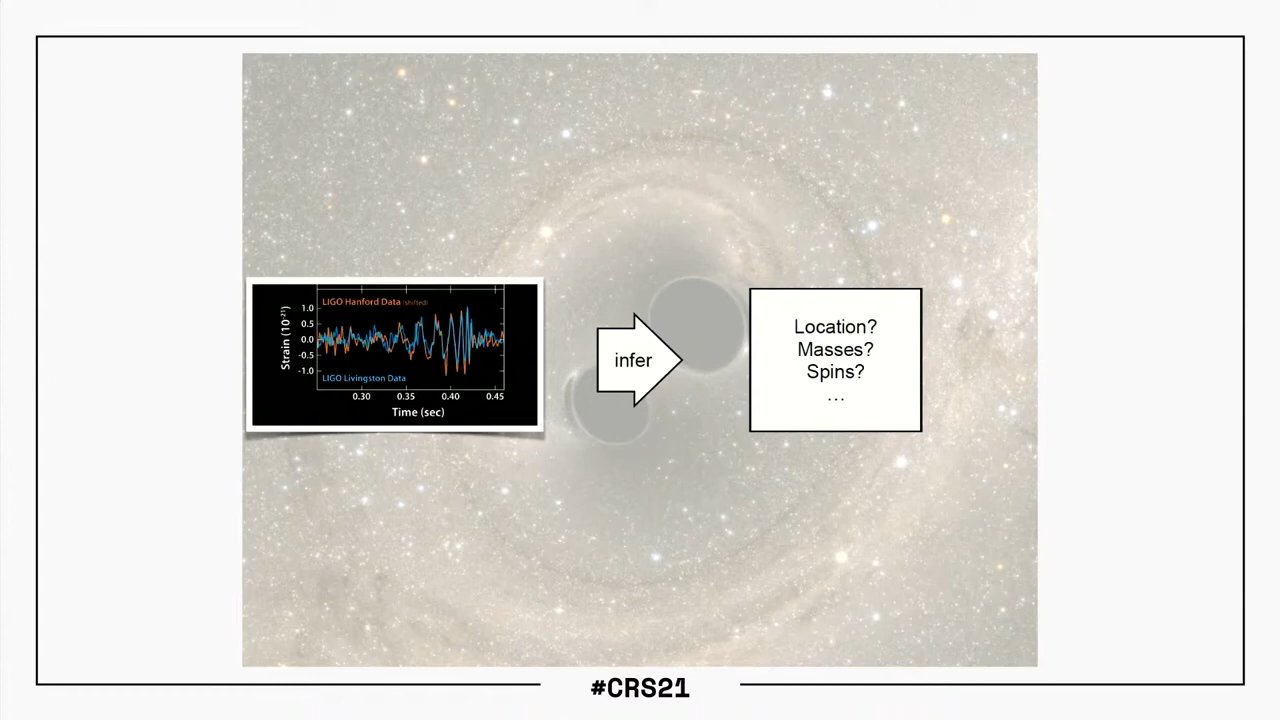 LIGO Hanford Data (shifted)
Strain (10⁻²¹)
1.0
0.5
0.0
-0.5
-1.0
LIGO Livingston Data
0.30 0.35 0.40 0.45
Time (sec)
infer
Location?
Masses?
Spins?
...
#CRS21